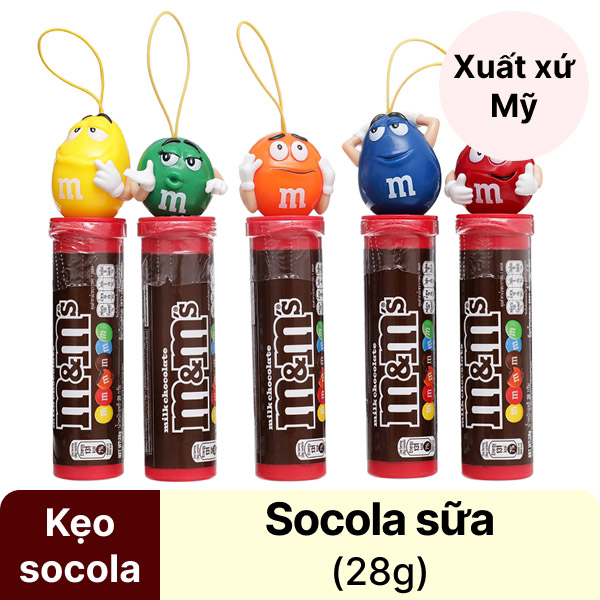 Xuất xứ
Mỹ
m
m
m
m
m
milk chocolate
m&m's
milk chocolate
m&m's
milk chocolate
m&m's
m&m's
m&m's
Kẹo
socola
Socola sữa
(28g)